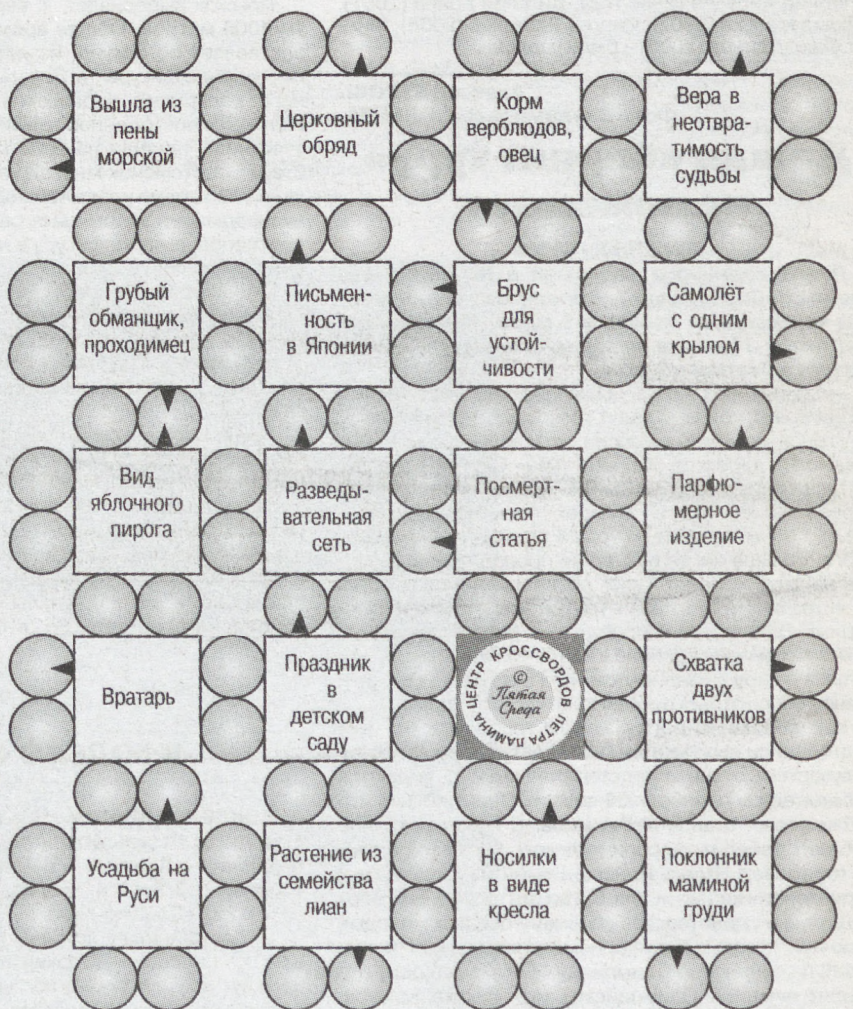 Вышла из
пены
морской
Церковный
обряд
Корм
верблюдов,
овец
Вера в
неотвра-
тимость
судьбы
Грубый
обманщик,
проходимец
Письмен-
ность
в Японии
Брус
для
устой-
чивости
Самолёт
с одним
крылом
Вид
яблочного
пирога
Разведы-
вательная
сеть
Посмерт-
ная
статья
Парфю-
мерное
изделие
Вратарь
Праздник
в
детском
саду
ЦЕНТР КРОССВОРДОВ ПЕТРА ЛАМИНА
©
Пятая
Среда
Схватка
двух
противников
Усадьба на
Руси
Растение из
семейства
лиан
Носилки
в виде
кресла
Поклонник
маминой
груди